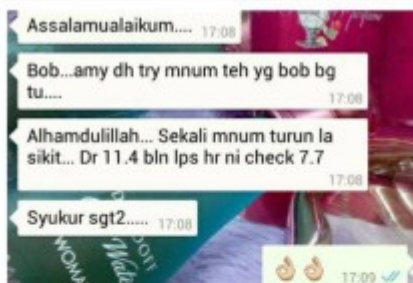 Assalamualaikum.... 17:08
Bob...amy dh try mnum teh yg bob bg
tu....
17:08
Alhamdulillah... Sekali mnum turun la
sikit... Dr 11.4 bln lps hr ni check 7.7
17:08
Syukur sgt2..... 17:08
WOMA
17:09